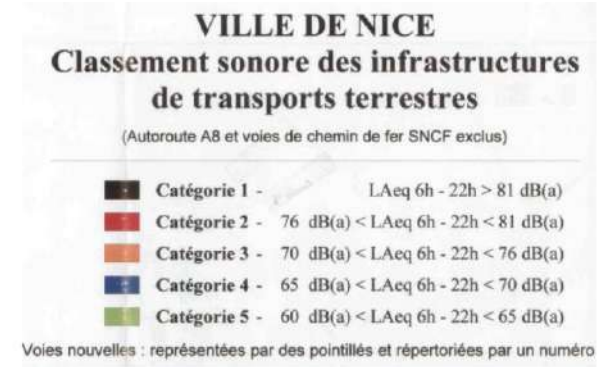 VILLE DE NICE
Classement sonore des infrastructures
de transports terrestres
(Autoroute A8 et voies de chemin de fer SNCF exclus)
Catégorie 1 - LAeq 6h - 22h > 81 dB(a)
Catégorie 2 - 76 dB(a) < LAeq 6h - 22h < 81 dB(a)
Catégorie 3 - 70 dB(a) < LAeq 6h - 22h < 76 dB(a)
Catégorie 4 - 65 dB(a) < LAeq 6h - 22h < 70 dB(a)
Catégorie 5 - 60 dB(a) < LAeq 6h - 22h < 65 dB(a)
Voies nouvelles : représentées par des pointillés et répertoriées par un numéro